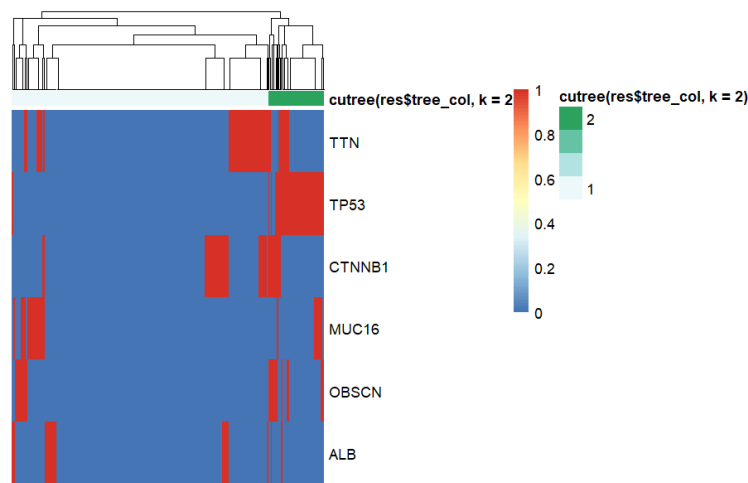 cutree(res$tree_col, k = 2
TTN
TP53
CTNNB1
MUC16
OBSCN
ALB
1
0.8
0.6
0.4
0.2
0
cutree(res$tree_col, k = 2)
2
1